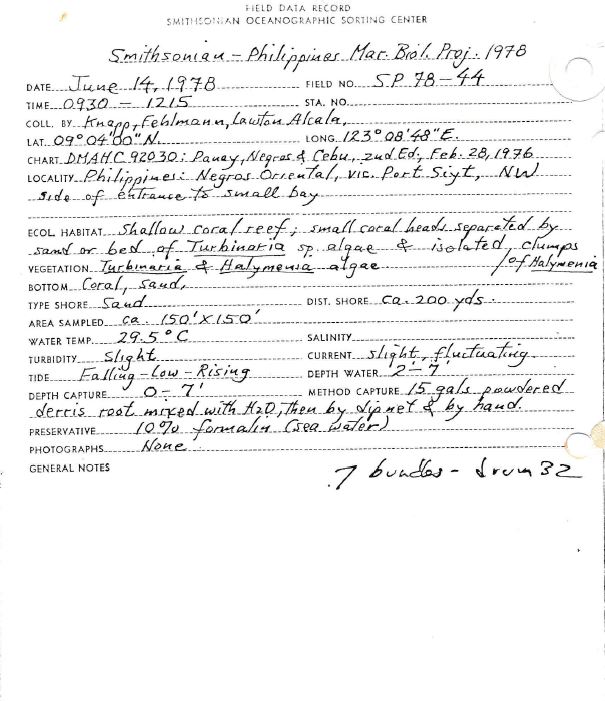 FIELD DATA RECORD
SMITHSONIAN OCEANOGRAPHIC SORTING CENTER
Smithsonian - Philippines Mar. Biol. Proj. 1978
DATE June 14, 1978 FIELD NO. SP 78-44
TIME 0930 - 1215 STA. NO.
COLL. BY Knapp, Fehlmann, Lawton Alcala,
LAT. 09° 04' 00" N. LONG. 123° 08' 48" E.
CHART DMAHC 92030: Panay, Negros & Cebu, 2nd Ed, Feb. 28, 1976
LOCALITY Philippines: Negros Oriental, vic. Port Siyt, NW
side of entrance to small bay
ECOL. HABITAT Shallow coral reef; small coral heads separated by
sand or bed of Turbinaria sp. algae & isolated clumps
VEGETATION Turbinaria & Halymenia algae / of Halymenia
BOTTOM Coral, sand,
TYPE SHORE Sand DIST. SHORE ca. 200 yds.
AREA SAMPLED ca. 150' X 150'
WATER TEMP. 29.5° C SALINITY
TURBIDITY Slight CURRENT slight, fluctuating
TIDE Falling - Low - Rising DEPTH WATER 2' - 7'
DEPTH CAPTURE 0 - 7' METHOD CAPTURE 15 gals. powdered
derris root mixed with H2O, then by dipnet & by hand.
PRESERVATIVE 10% formalin (sea water)
PHOTOGRAPHS None
GENERAL NOTES 7 bundles - drum 32